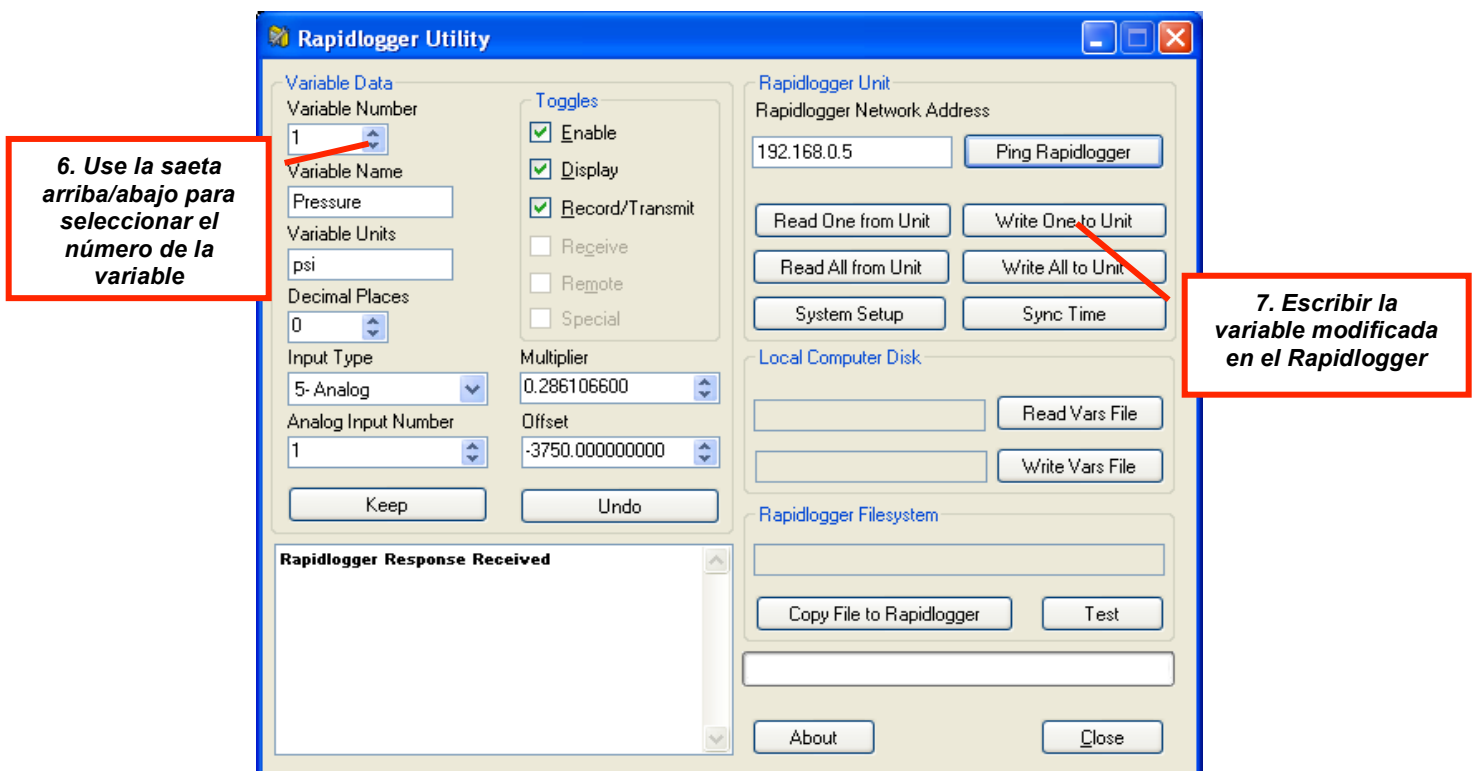 Rapidlogger Utility
6. Use la saeta
arriba/abajo para
seleccionar el
número de la
variable
Variable Data
Variable Number
1
Variable Name
Pressure
Variable Units
psi
Decimal Places
0
Input Type
5- Analog
Analog Input Number
1
Keep
Toggles
Enable
Display
Record/Transmit
Receive
Remote
Special
Multiplier
0.286106600
Offset
-3750.000000000
Undo
Rapidlogger Response Received
Rapidlogger Unit
Rapidlogger Network Address
192.168.0.5 Ping Rapidlogger
Read One from Unit Write One to Unit
Read All from Unit Write All to Unit
System Setup Sync Time
7. Escribir la
variable modificada
en el Rapidlogger
Local Computer Disk
Read Vars File
Write Vars File
Rapidlogger Filesystem
Copy File to Rapidlogger Test
About Close